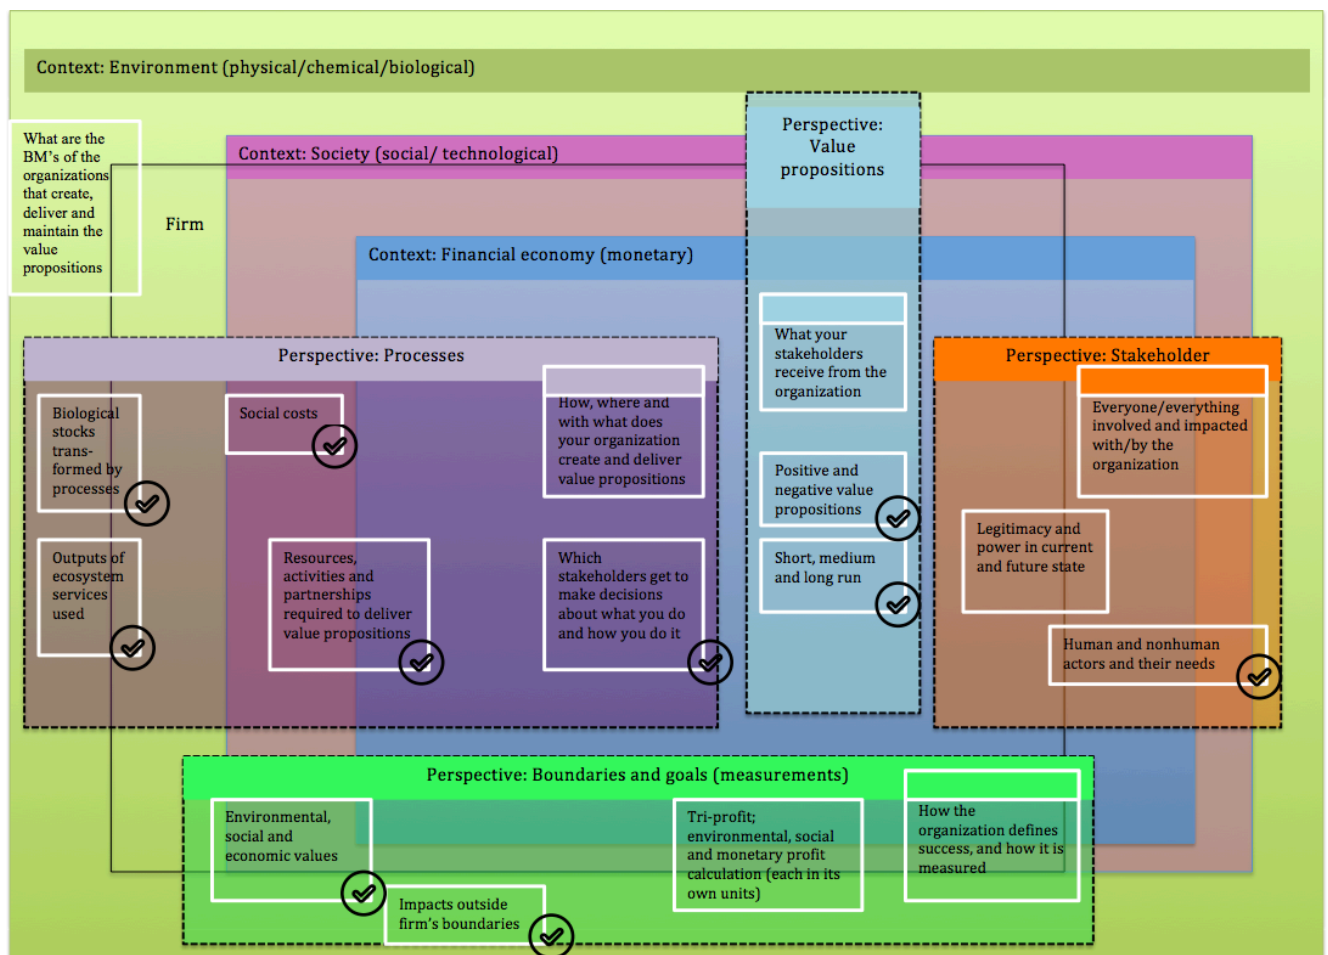 Context: Environment (physical/chemical/biological)
What are the
BM's of the
organizations
that create,
deliver and
maintain the
value
propositions
Firm
Context: Society (social/ technological)
Perspective:
Value
propositions
Context: Financial economy (monetary)
What your
stakeholders
receive from the
organization
Positive and
negative value
propositions
Short, medium
and long run
Perspective: Processes
Biological
stocks
trans-
formed by
processes
Social costs
How, where and
with what does
your organization
create and deliver
value propositions
Outputs of
ecosystem
services
used
Resources,
activities and
partnerships
required to deliver
value propositions
Which
stakeholders get to
make decisions
about what you do
and how you do it
Perspective: Stakeholder
Everyone/everything
involved and impacted
with/by the
organization
Legitimacy and
power in current
and future state
Human and nonhuman
actors and their needs
Perspective: Boundaries and goals (measurements)
Environmental,
social and
economic values
Impacts outside
firm's boundaries
Tri-profit;
environmental, social
and monetary profit
calculation (each in its
own units)
How the
organization defines
success, and how it is
measured